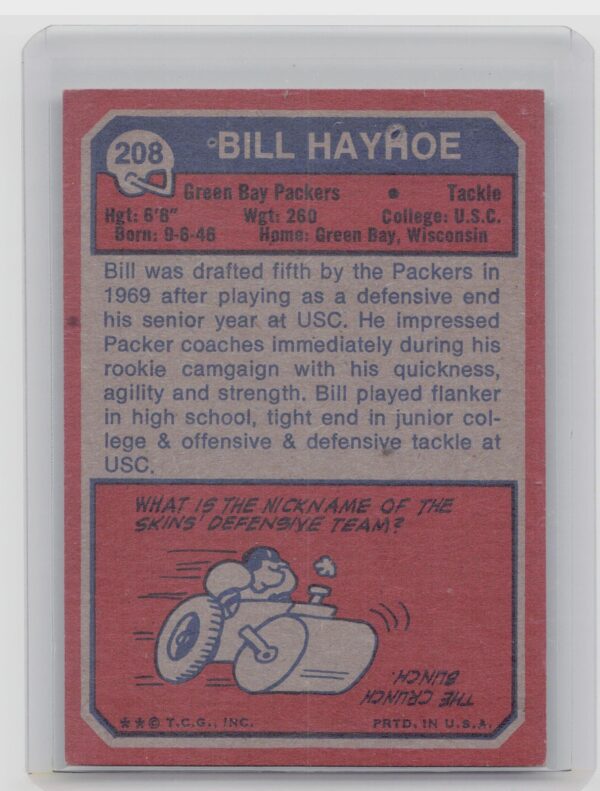 208 BILL HAYHOE
Green Bay Packers • Tackle
Hgt: 6'6" Wgt: 260 College: U.S.C.
Born: 9-6-46 Home: Green Bay, Wisconsin
Bill was drafted fifth by the Packers in
1969 after playing as a defensive end
his senior year at USC. He impressed
Packer coaches immediately during his
rookie camgaign with his quickness,
agility and strength. Bill played flanker
in high school, tight end in junior col-
lege & offensive & defensive tackle at
USC.
WHAT IS THE NICKNAME OF THE
SKINS' DEFENSIVE TEAM?
THE CRUNCH
BUNCH.
**© T.C.G., INC. PRTD. IN U.S.A.